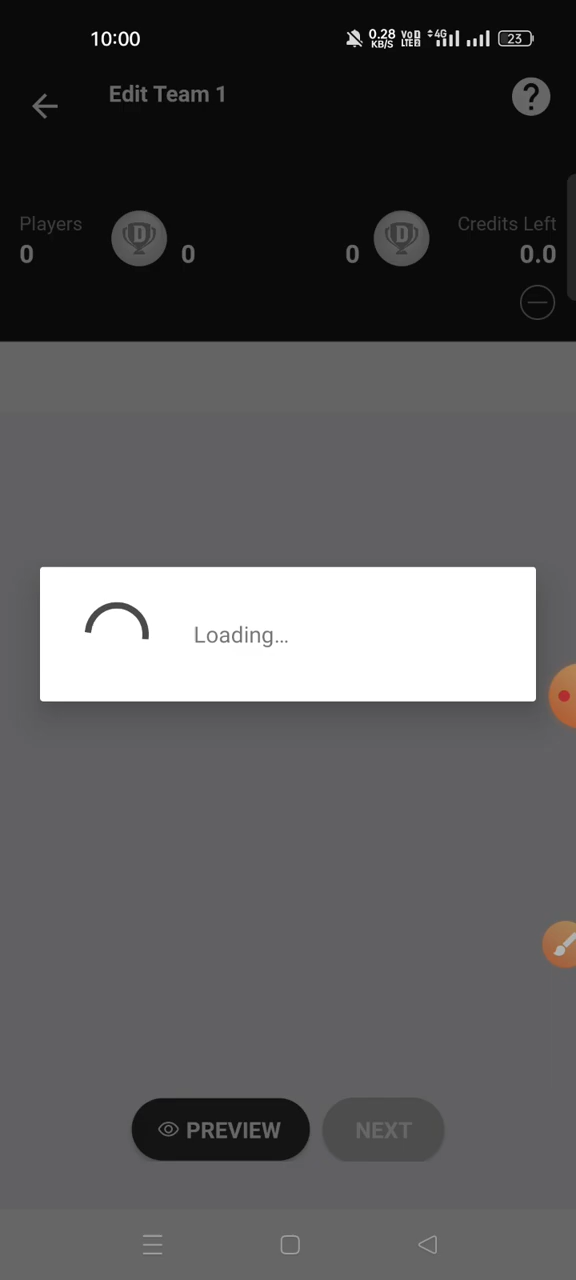 10:00
0.28 KB/S VoD LTE2 4G 23
Edit Team 1
?
Players
Credits Left
0 D 0
0 D 0.0
Loading...
PREVIEW
NEXT